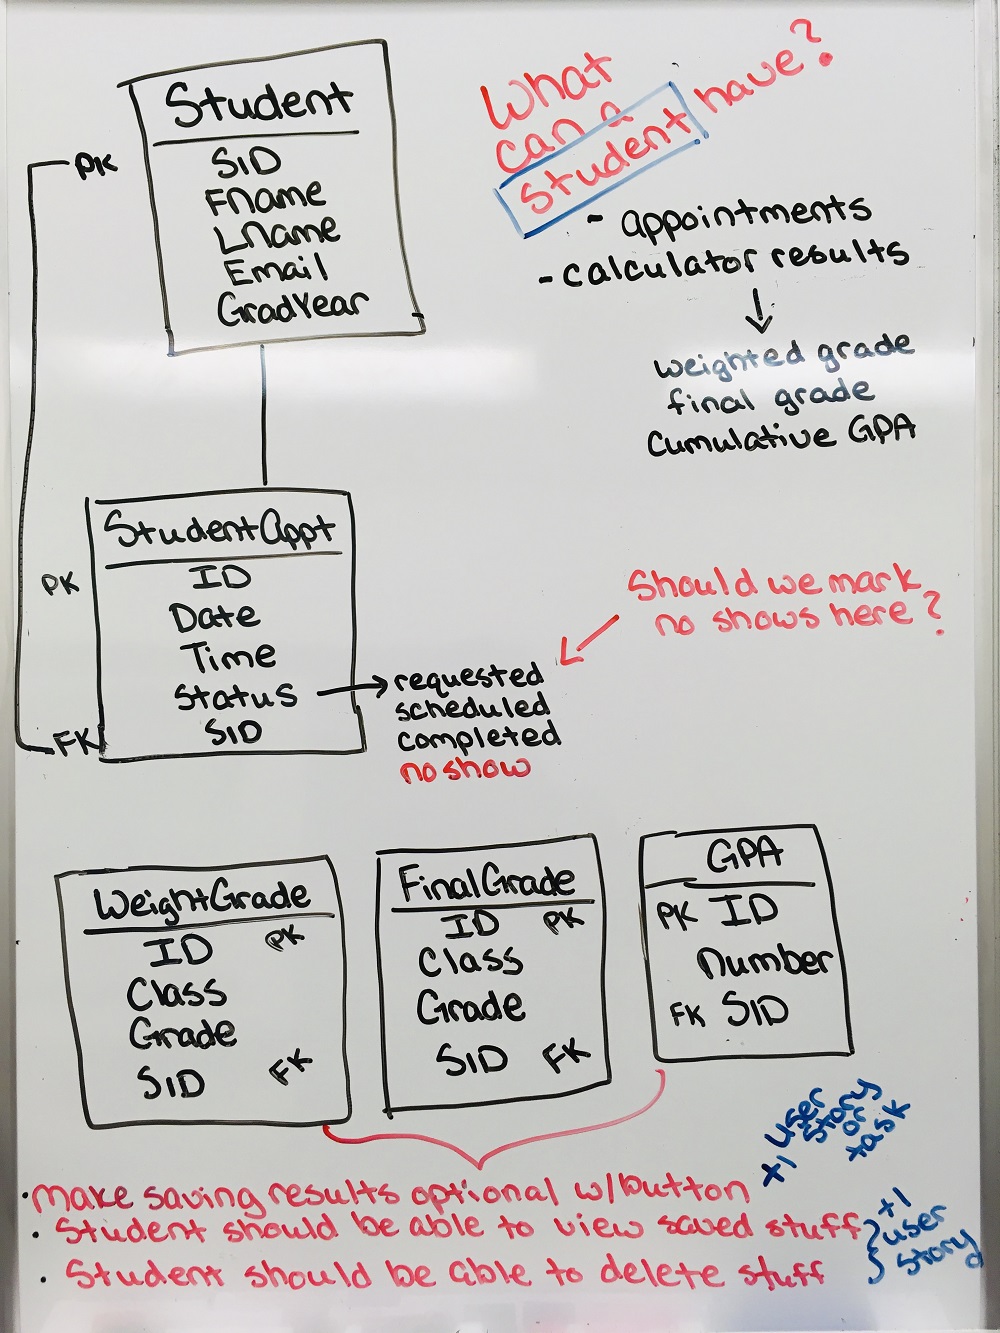 Student
PK
SID
Fname
Lname
Email
GradYear
What
can a
Student have?
- appointments
- calculator results
weighted grade
final grade
cumulative GPA
StudentAppt
PK
ID
Date
Time
Status
FK
SID
requested
scheduled
completed
no show
Should we mark
no shows here?
WeightGrade
ID PK
Class
Grade
SID FK
FinalGrade
ID PK
Class
Grade
SID FK
GPA
PK ID
Number
FK SID
• Make saving results optional w/button
• Student should be able to view saved stuff
• Student should be able to delete stuff
+1 user
story
or
task
+1
user
story